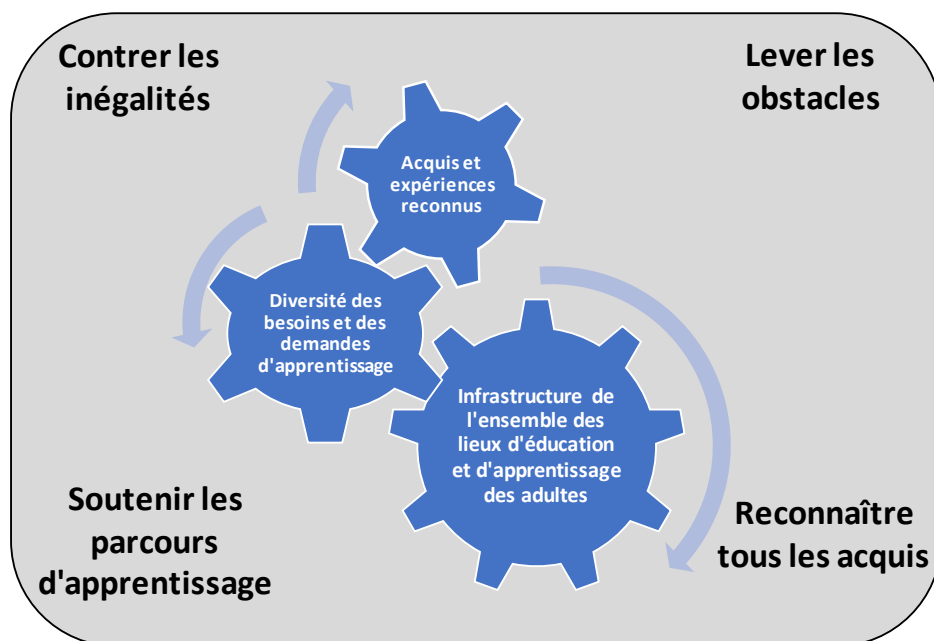 Contrer les
inégalités
Lever les
obstacles
Acquis et
expériences
reconnus
Diversité des
besoins et des
demandes
d'apprentissage
Infrastructure de
l'ensemble des
lieux d'éducation
et d'apprentissage
des adultes
Soutenir les
parcours
d'apprentissage
Reconnaître
tous les acquis